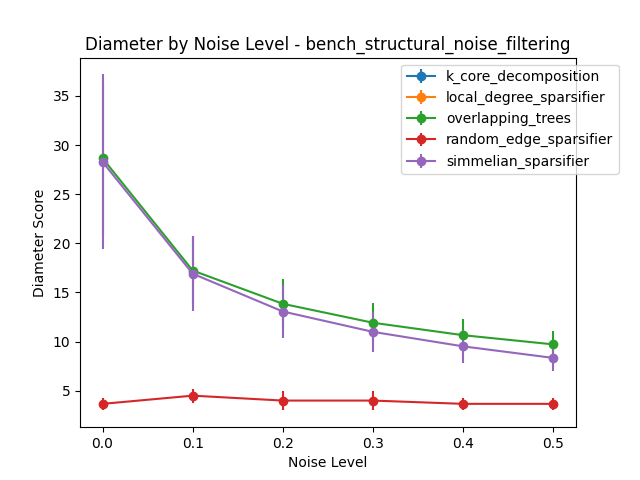 Diameter by Noise Level - bench_structural_noise_filtering
k_core_decomposition
local_degree_sparsifier
overlapping_trees
random_edge_sparsifier
simmelian_sparsifier
Diameter Score
35
30
25
20
15
10
5
0.0 0.1 0.2 0.3 0.4 0.5
Noise Level